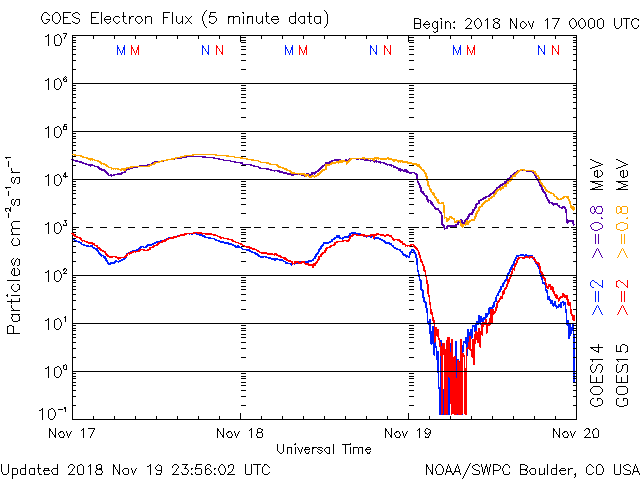 GOES Electron Flux (5 minute data)
Begin: 2018 Nov 17 0000 UTC
10⁷
10⁶
10⁵
10⁴
10³
10²
10¹
10⁰
10⁻¹
M M N N M M N N M M N N
Particles cm⁻²s⁻¹sr⁻¹
Nov 17 Nov 18 Nov 19 Nov 20
Universal Time
GOES14 >=2 >=0.8 MeV
GOES15 >=2 >=0.8 MeV
Updated 2018 Nov 19 23:56:02 UTC
NOAA/SWPC Boulder, CO USA